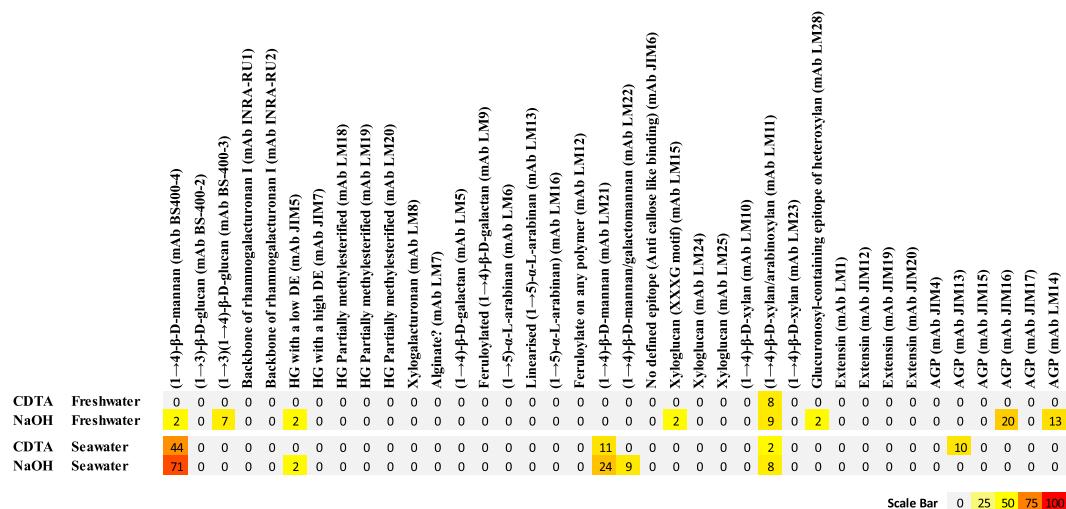 (1→4)-β-D-mannan (mAb BS400-4)
(1→3)-β-D-glucan (mAb BS-400-2)
(1→3)(1→4)-β-D-glucan (mAb BS-400-3)
Backbone of rhamnogalacturonan I (mAb INRA-RU1)
Backbone of rhamnogalacturonan I (mAb INRA-RU2)
HG with a low DE (mAb JIM5)
HG with a high DE (mAb JIM7)
HG Partially methylesterified (mAb LM18)
HG Partially methylesterified (mAb LM19)
HG Partially methylesterified (mAb LM20)
Xylogalacturonan (mAb LM8)
Alginate? (mAb LM7)
(1→4)-β-D-galactan (mAb LM5)
Feruloylated (1→4)-β-D-galactan (mAb LM9)
(1→5)-α-L-arabinan (mAb LM6)
Linearised (1→5)-α-L-arabinan (mAb LM13)
(1→5)-α-L-arabinan) (mAb LM16)
Feruloylate on any polymer (mAb LM12)
(1→4)-β-D-mannan (mAb LM21)
(1→4)-β-D-mannan/galactomannan (mAb LM22)
No defined epitope (Anti callose like binding) (mAb JIM6)
Xyloglucan (XXXG motif) (mAb LM15)
Xyloglucan (mAb LM24)
Xyloglucan (mAb LM25)
(1→4)-β-D-xylan (mAb LM10)
(1→4)-β-D-xylan/arabinoxylan (mAb LM11)
(1→4)-β-D-xylan (mAb LM23)
Glucuronosyl-containing epitope of heteroxylan (mAb LM28)
Extensin (mAb LM1)
Extensin (mAb JIM12)
Extensin (mAb JIM19)
Extensin (mAb JIM20)
AGP (mAb JIM4)
AGP (mAb JIM13)
AGP (mAb JIM15)
AGP (mAb JIM16)
AGP (mAb JIM17)
AGP (mAb LM14)
CDTA Freshwater 0 0 0 0 0 0 0 0 0 0 0 0 0 0 0 0 0 0 0 0 0 0 0 0 0 8 0 0 0 0 0 0 0 0 0 0 0 0
NaOH Freshwater 2 0 7 0 0 2 0 0 0 0 0 0 0 0 0 0 0 0 0 0 0 2 0 0 0 9 0 2 0 0 0 0 0 0 0 20 0 13
CDTA Seawater 44 0 0 0 0 0 0 0 0 0 0 0 0 0 0 0 0 0 11 0 0 0 0 0 0 2 0 0 0 0 0 0 0 10 0 0 0 0
NaOH Seawater 71 0 0 0 0 2 0 0 0 0 0 0 0 0 0 0 0 0 24 9 0 0 0 0 0 8 0 0 0 0 0 0 0 0 0 0 0 0
Scale Bar 0 25 50 75 100